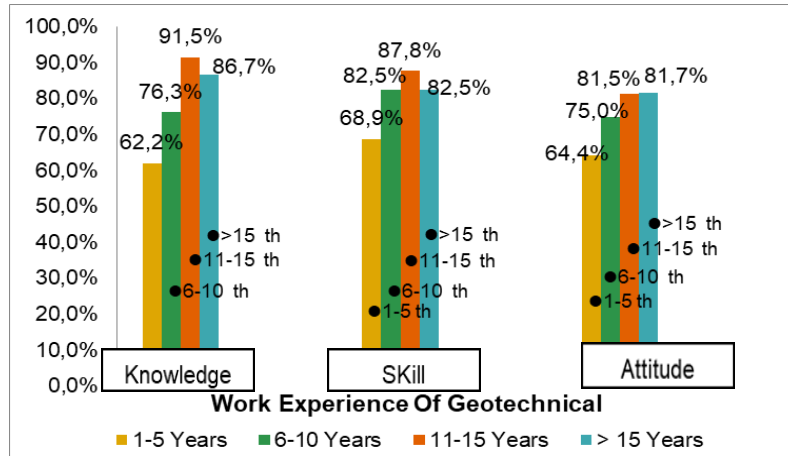 100,0%
90,0%
80,0%
70,0%
60,0%
50,0%
40,0%
30,0%
20,0%
10,0%
0,0%
62,2%
76,3%
91,5%
86,7%
>15 th
11-15 th
6-10 th
Knowledge
68,9%
82,5%
87,8%
82,5%
>15 th
11-15 th
6-10 th
1-5 th
SKill
64,4%
75,0%
81,5%
81,7%
>15 th
11-15 th
6-10 th
1-5 th
Attitude
Work Experience Of Geotechnical
1-5 Years 6-10 Years 11-15 Years > 15 Years